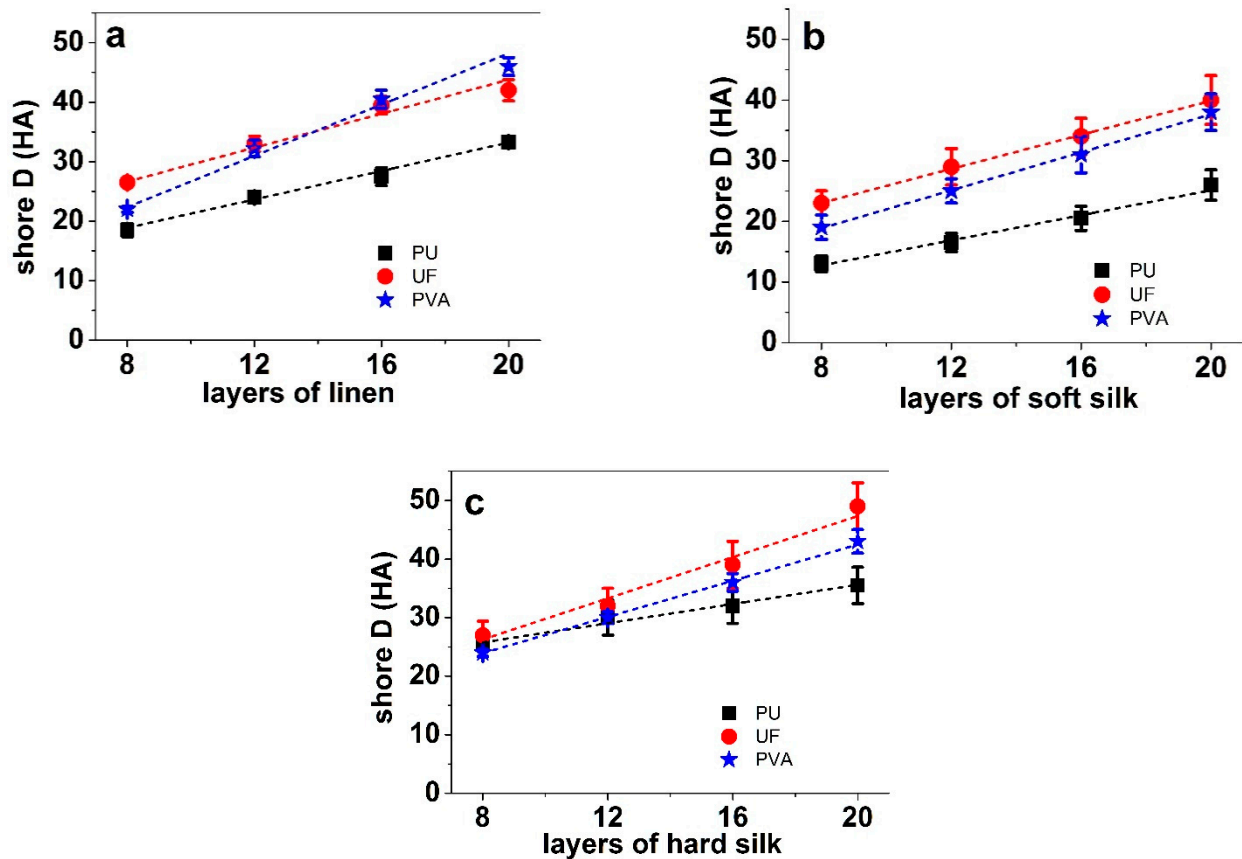 a
shore D (HA)
50
40
30
20
10
0
PU
UF
PVA
8 12 16 20
layers of linen
b
shore D (HA)
50
40
30
20
10
0
PU
UF
PVA
8 12 16 20
layers of soft silk
c
shore D (HA)
50
40
30
20
10
0
PU
UF
PVA
8 12 16 20
layers of hard silk